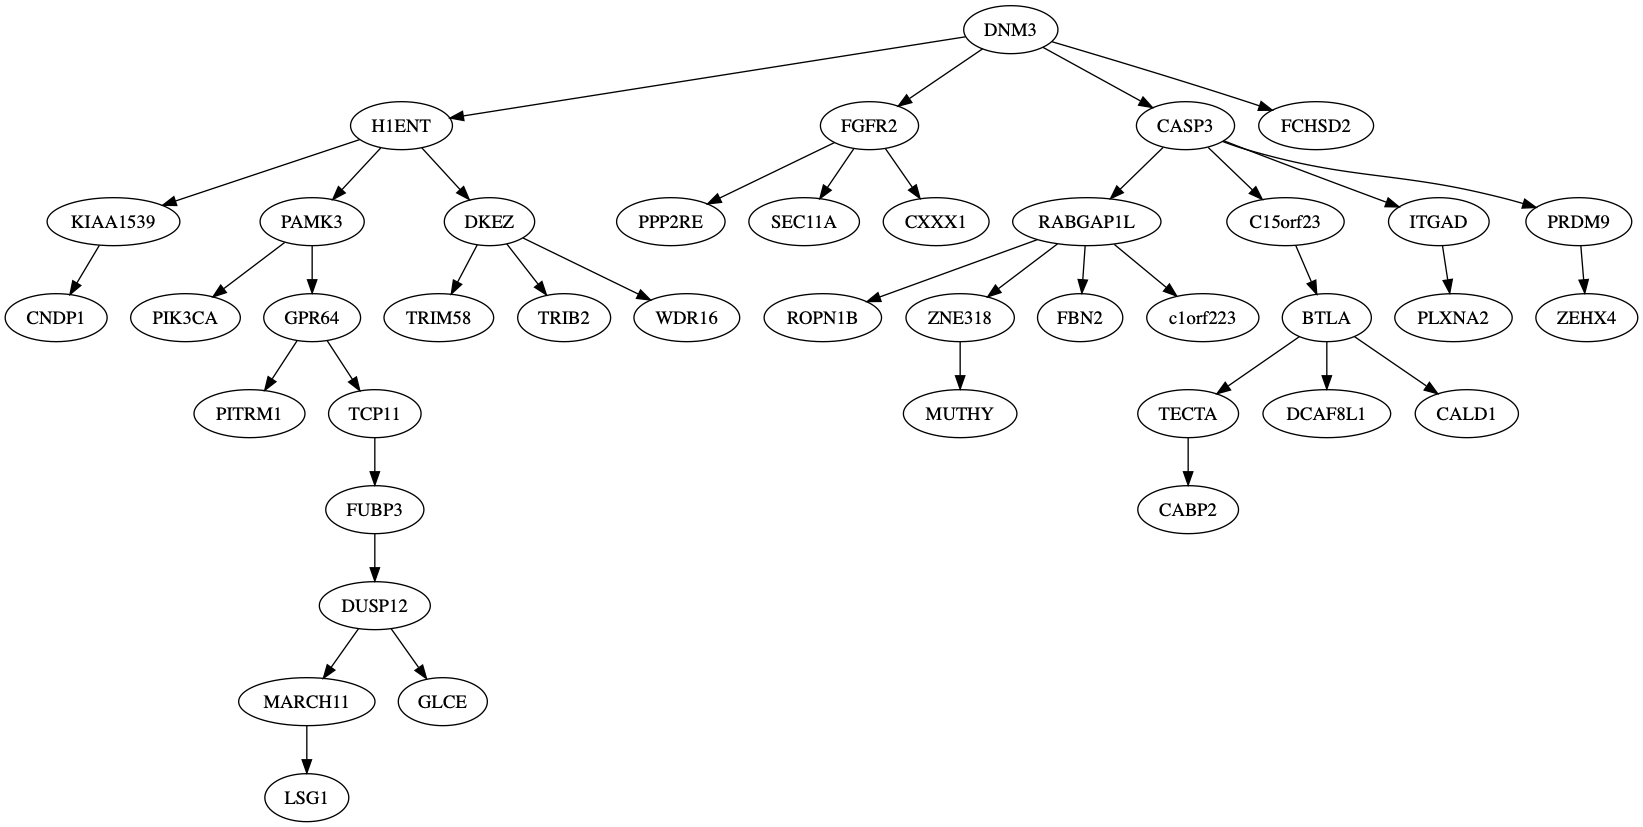 DNM3
H1ENT FGFR2 CASP3 FCHSD2
KIAA1539 PAMK3 DKEZ PPP2RE SEC11A CXXX1 RABGAP1L C15orf23 ITGAD PRDM9
CNDP1 PIK3CA GPR64 TRIM58 TRIB2 WDR16 ROPN1B ZNE318 FBN2 c1orf223 BTLA PLXNA2 ZEHX4
PITRM1 TCP11 MUTHY TECTA DCAF8L1 CALD1
FUBP3 CABP2
DUSP12
MARCH11 GLCE
LSG1